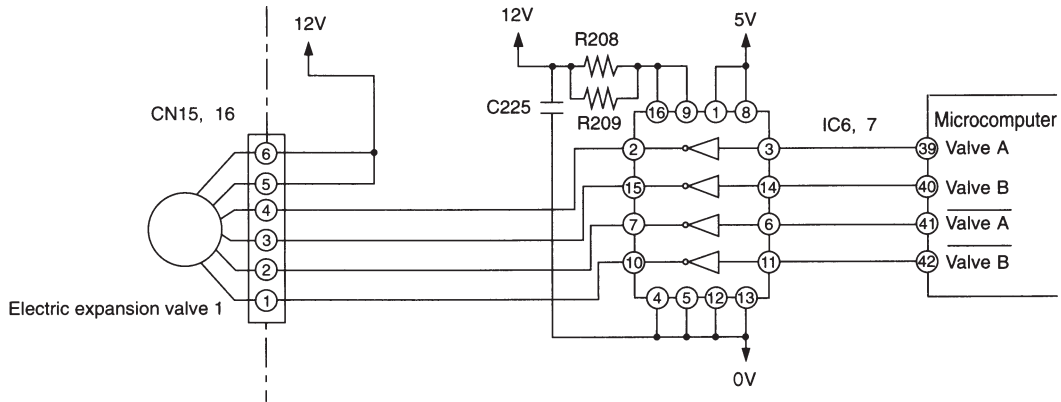 12V
12V
5V
R208
C225
R209
CN15, 16
16
9
1
8
IC6, 7
Microcomputer
6
2
3
39
Valve A
5
15
14
40
Valve B
4
7
6
41
V̅a̅l̅v̅e̅ ̅A̅
3
10
11
42
V̅a̅l̅v̅e̅ ̅B̅
2
1
4
5
12
13
Electric expansion valve 1
0V